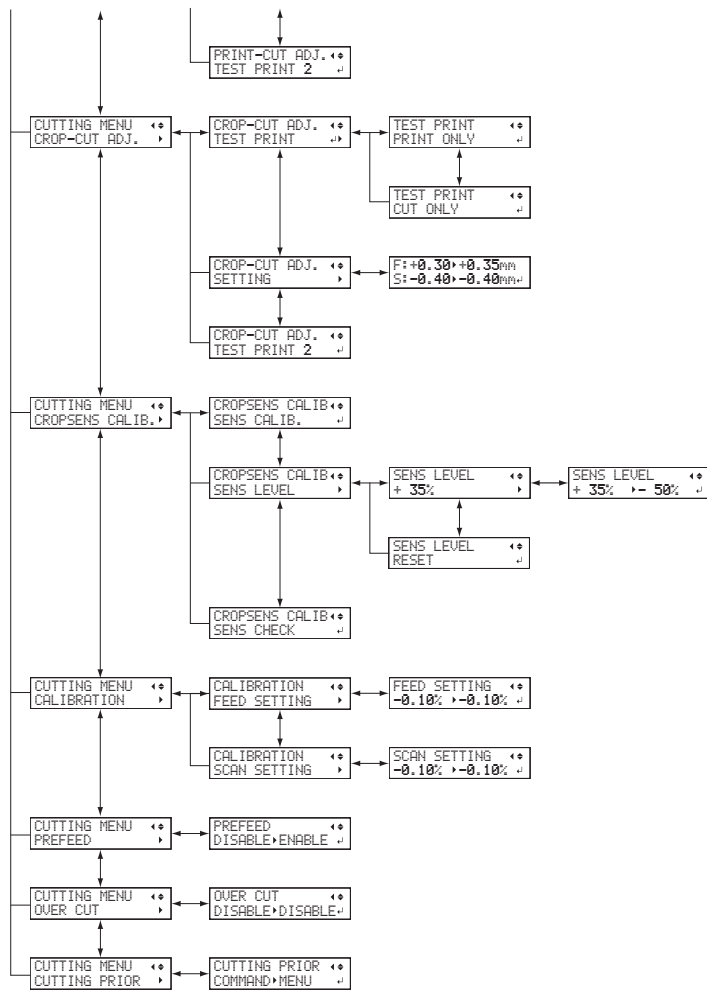 PRINT-CUT ADJ.
TEST PRINT 2
CUTTING MENU
CROP-CUT ADJ.
CROP-CUT ADJ.
TEST PRINT
TEST PRINT
PRINT ONLY
TEST PRINT
CUT ONLY
CROP-CUT ADJ.
SETTING
F:+0.30▸+0.35mm
S:-0.40▸-0.40mm↵
CROP-CUT ADJ.
TEST PRINT 2
CUTTING MENU
CROPSENS CALIB.
CROPSENS CALIB
SENS CALIB.
CROPSENS CALIB
SENS LEVEL
SENS LEVEL
+ 35%
SENS LEVEL
+ 35% ▸- 50%
SENS LEVEL
RESET
CROPSENS CALIB
SENS CHECK
CUTTING MENU
CALIBRATION
CALIBRATION
FEED SETTING
FEED SETTING
-0.10% ▸-0.10%
CALIBRATION
SCAN SETTING
SCAN SETTING
-0.10% ▸-0.10%
CUTTING MENU
PREFEED
PREFEED
DISABLE▸ENABLE
CUTTING MENU
OVER CUT
OVER CUT
DISABLE▸DISABLE
CUTTING MENU
CUTTING PRIOR
CUTTING PRIOR
COMMAND▸MENU